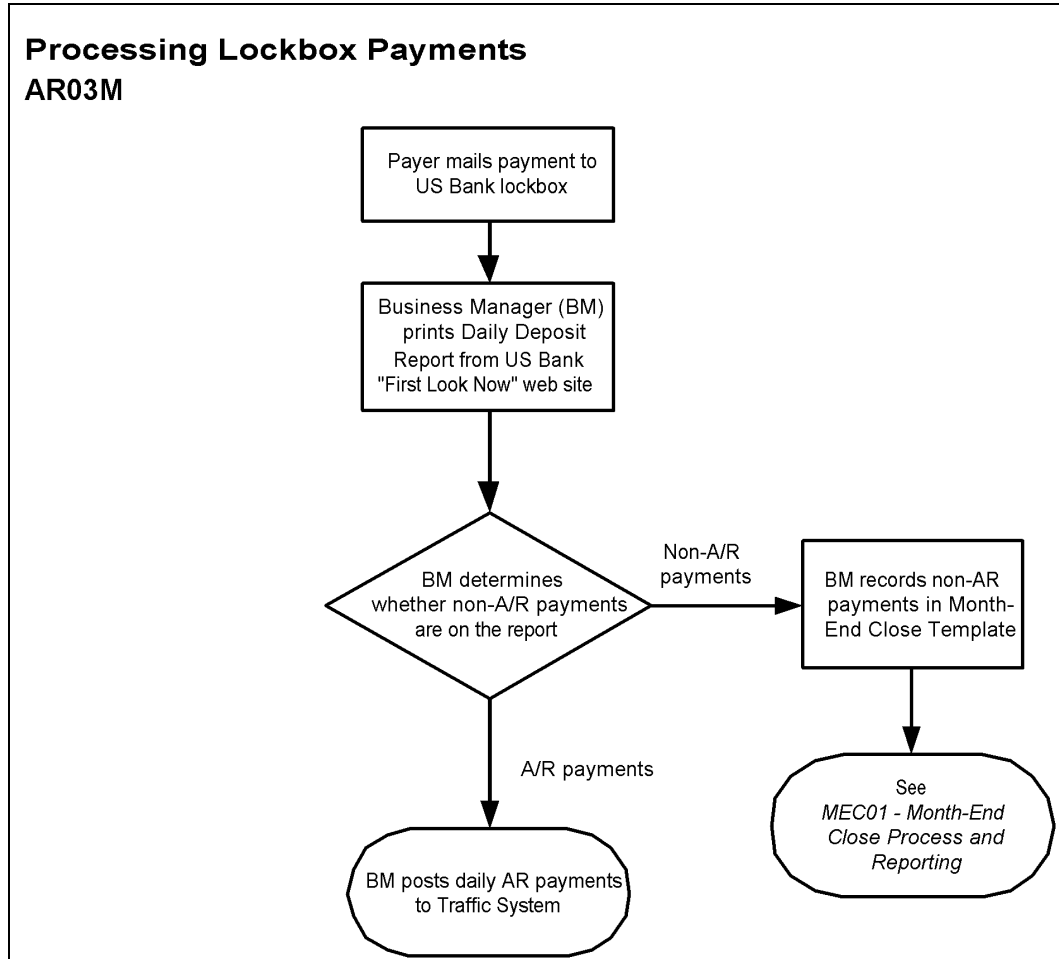 Processing Lockbox Payments
AR03M
Payer mails payment to
US Bank lockbox
Business Manager (BM)
prints Daily Deposit
Report from US Bank
"First Look Now" web site
BM determines
whether non-A/R payments
are on the report
Non-A/R
payments
BM records non-AR
payments in Month-
End Close Template
A/R payments
See
MEC01 - Month-End
Close Process and
Reporting
BM posts daily AR payments
to Traffic System